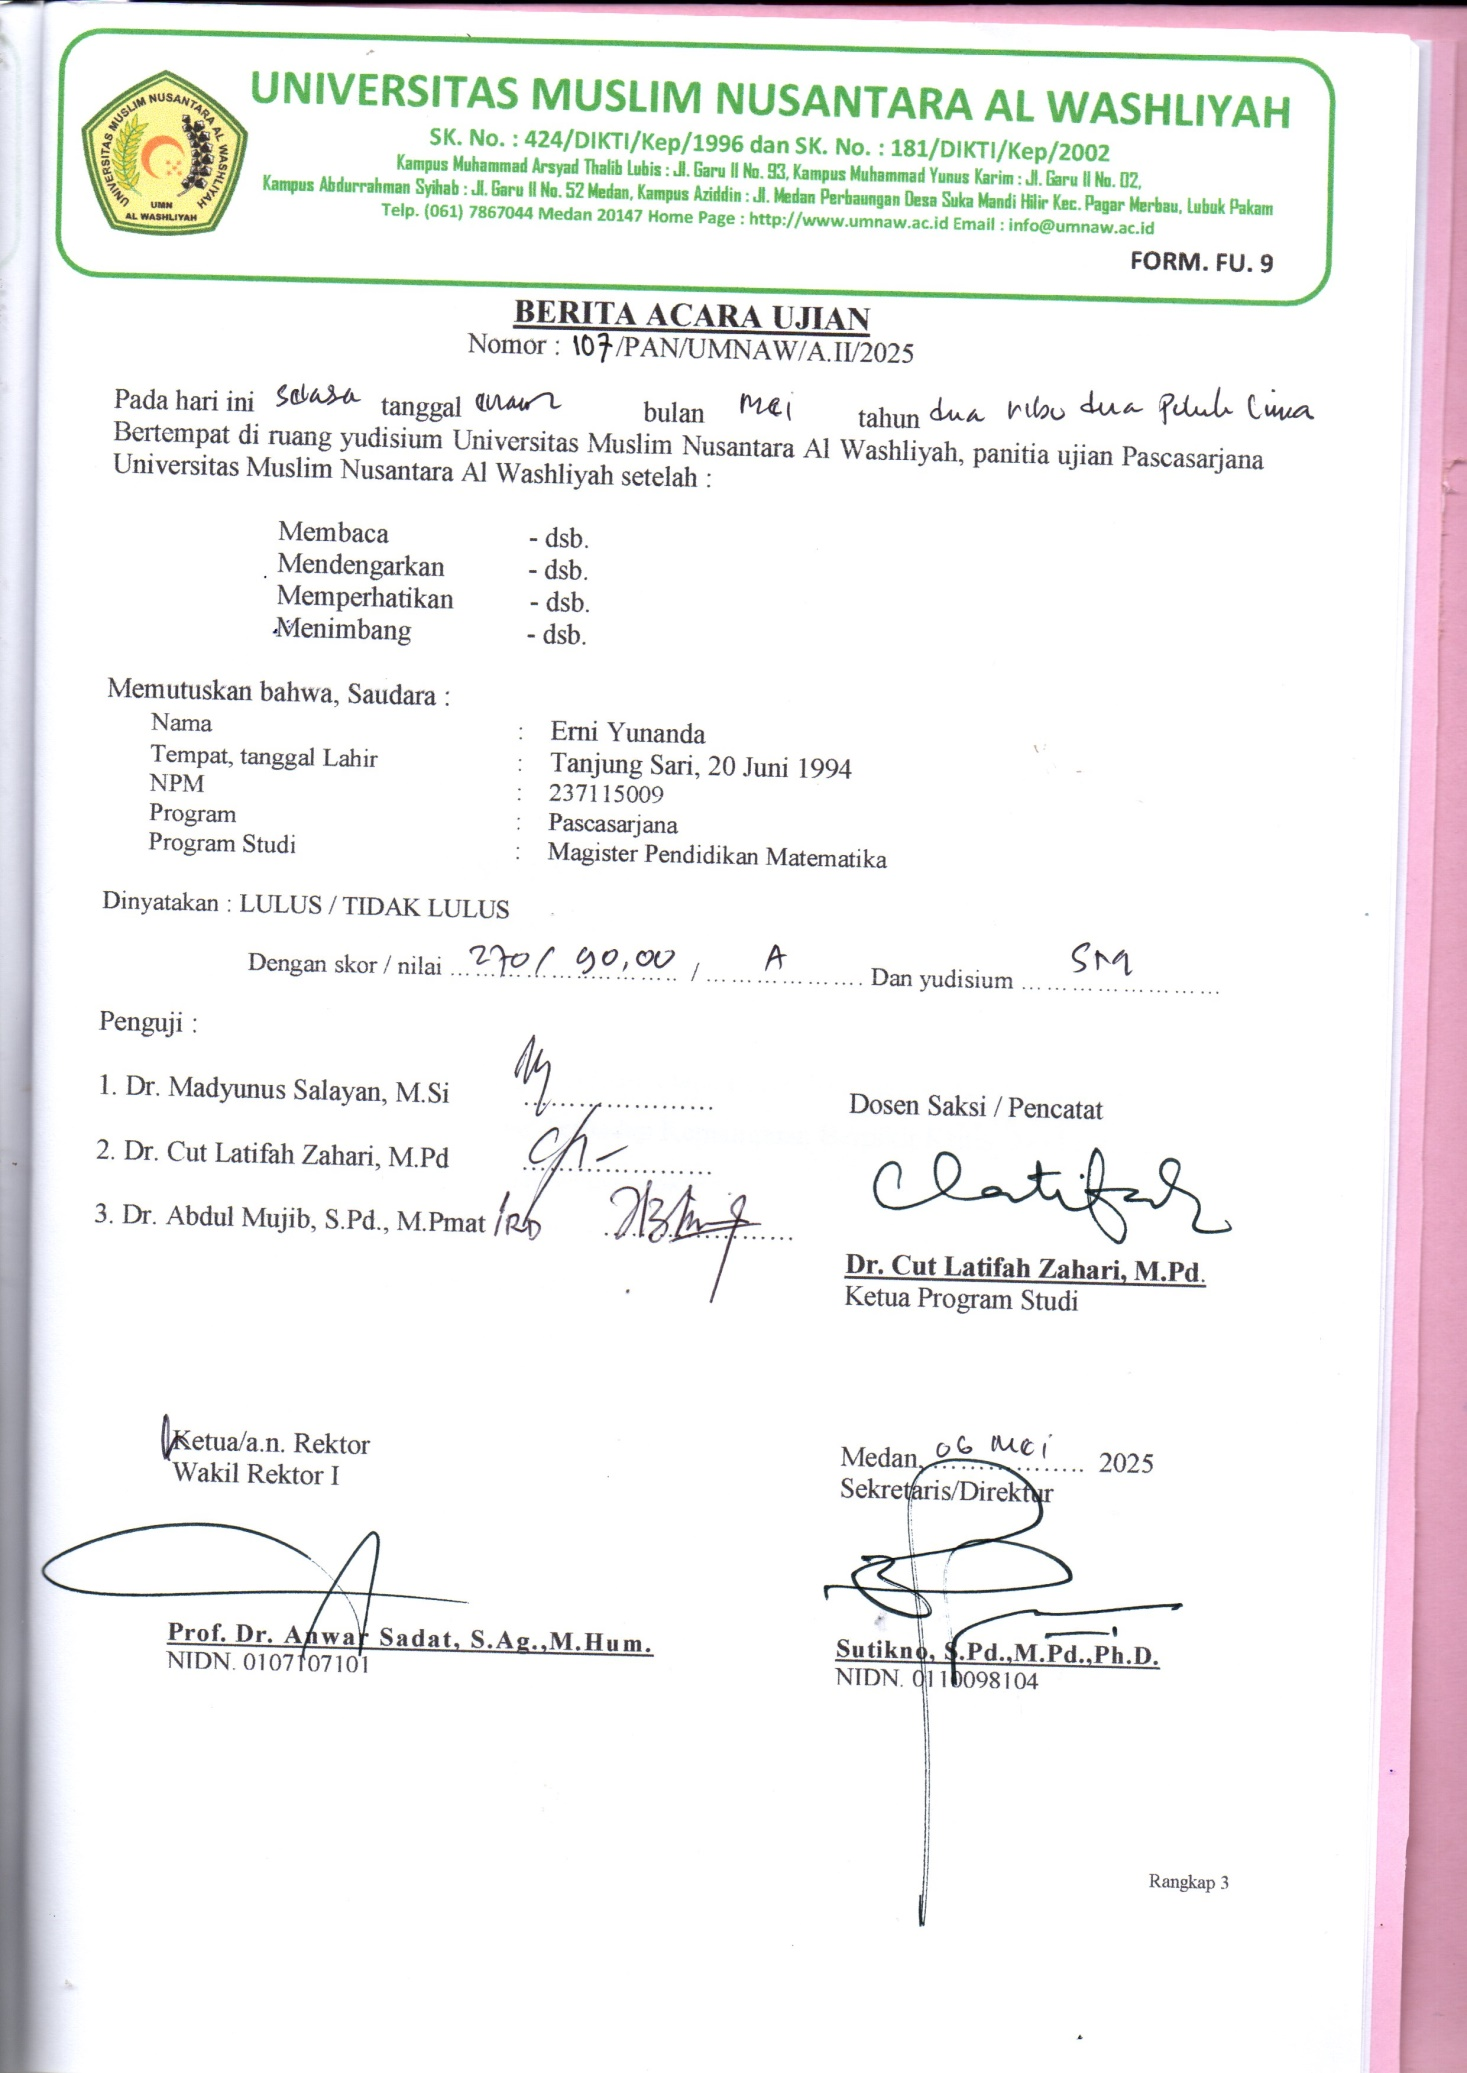 UNIVERSITAS MUSLIM NUSANTARA AL WASHLIYAH
UMN
AL WASHLIYAH
UNIVERSITAS MUSLIM NUSANTARA AL WASHLIYAH
SK. No. : 424/DIKTI/Kep/1996 dan SK. No. : 181/DIKTI/Kep/2002
Kampus Muhammad Arsyad Thalib Lubis : Jl. Garu II No. 93, Kampus Muhammad Yunus Karim : Jl. Garu II No. 02,
Kampus Abdurrahman Syihab : Jl. Garu II No. 52 Medan, Kampus Aziddin : Jl. Medan Perbaungan Desa Suka Mandi Hilir Kec. Pagar Merbau, Lubuk Pakam
Telp. (061) 7867044 Medan 20147 Home Page : http://www.umnaw.ac.id Email : info@umnaw.ac.id
FORM. FU. 9
BERITA ACARA UJIAN
Nomor : 107/PAN/UMNAW/A.II/2025
Pada hari ini Selasa tanggal enam bulan Mei tahun dua ribu dua puluh lima
Bertempat di ruang yudisium Universitas Muslim Nusantara Al Washliyah, panitia ujian Pascasarjana
Universitas Muslim Nusantara Al Washliyah setelah :
Membaca - dsb.
Mendengarkan - dsb.
Memperhatikan - dsb.
Menimbang - dsb.
Memutuskan bahwa, Saudara :
Nama : Erni Yunanda
Tempat, tanggal Lahir : Tanjung Sari, 20 Juni 1994
NPM : 237115009
Program : Pascasarjana
Program Studi : Magister Pendidikan Matematika
Dinyatakan : LULUS / TIDAK LULUS
Dengan skor / nilai 270/ 90,00 / A Dan yudisium
Penguji :
1. Dr. Madyunus Salayan, M.Si ....................
Dosen Saksi / Pencatat
2. Dr. Cut Latifah Zahari, M.Pd ....................
Clatifah
3. Dr. Abdul Mujib, S.Pd., M.Pmat ....................
Dr. Cut Latifah Zahari, M.Pd.
Ketua Program Studi
Ketua/a.n. Rektor
Wakil Rektor I
Medan, 06 Mei 2025
Sekretaris/Direktur
Prof. Dr. Anwar Sadat, S.Ag.,M.Hum.
NIDN. 0107107101
Sutikno, S.Pd.,M.Pd.,Ph.D.
NIDN. 0110098104
Rangkap 3